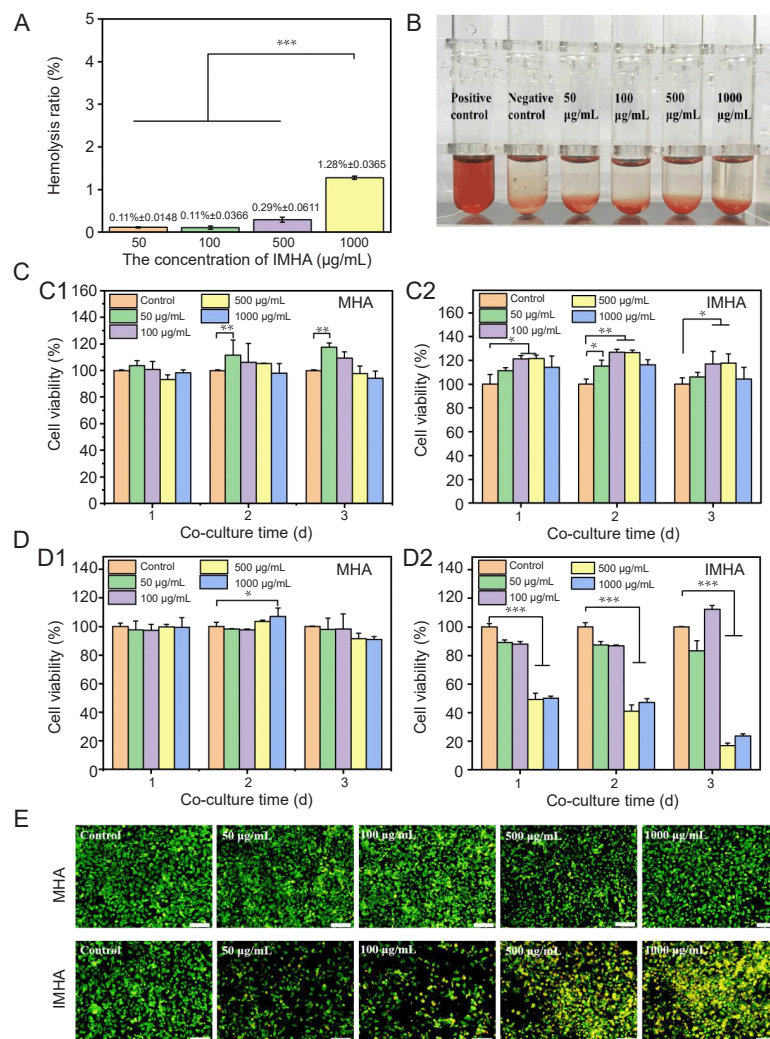 A
Hemolysis ratio (%)
5
4
3
2
1
0
***
0.11%±0.0148
0.11%±0.0366
0.29%±0.0611
1.28%±0.0365
50
100
500
1000
The concentration of IMHA (μg/mL)
B
Positive control
Negative control
50 μg/mL
100 μg/mL
500 μg/mL
1000 μg/mL
C
C1
MHA
Control
50 μg/mL
100 μg/mL
500 μg/mL
1000 μg/mL
**
**
Cell viability (%)
160
140
120
100
80
60
40
20
0
1
2
3
Co-culture time (d)
C2
IMHA
Control
50 μg/mL
100 μg/mL
500 μg/mL
1000 μg/mL
*
*
**
*
Cell viability (%)
140
120
100
80
60
40
20
0
1
2
3
Co-culture time (d)
D
D1
MHA
Control
50 μg/mL
100 μg/mL
500 μg/mL
1000 μg/mL
*
Cell viability (%)
140
120
100
80
60
40
20
0
1
2
3
Co-culture time (d)
D2
IMHA
Control
50 μg/mL
100 μg/mL
500 μg/mL
1000 μg/mL
***
***
***
Cell viability (%)
140
120
100
80
60
40
20
0
1
2
3
Co-culture time (d)
E
MHA
Control
50 μg/mL
100 μg/mL
500 μg/mL
1000 μg/mL
IMHA
Control
50 μg/mL
100 μg/mL
500 μg/mL
1000 μg/mL